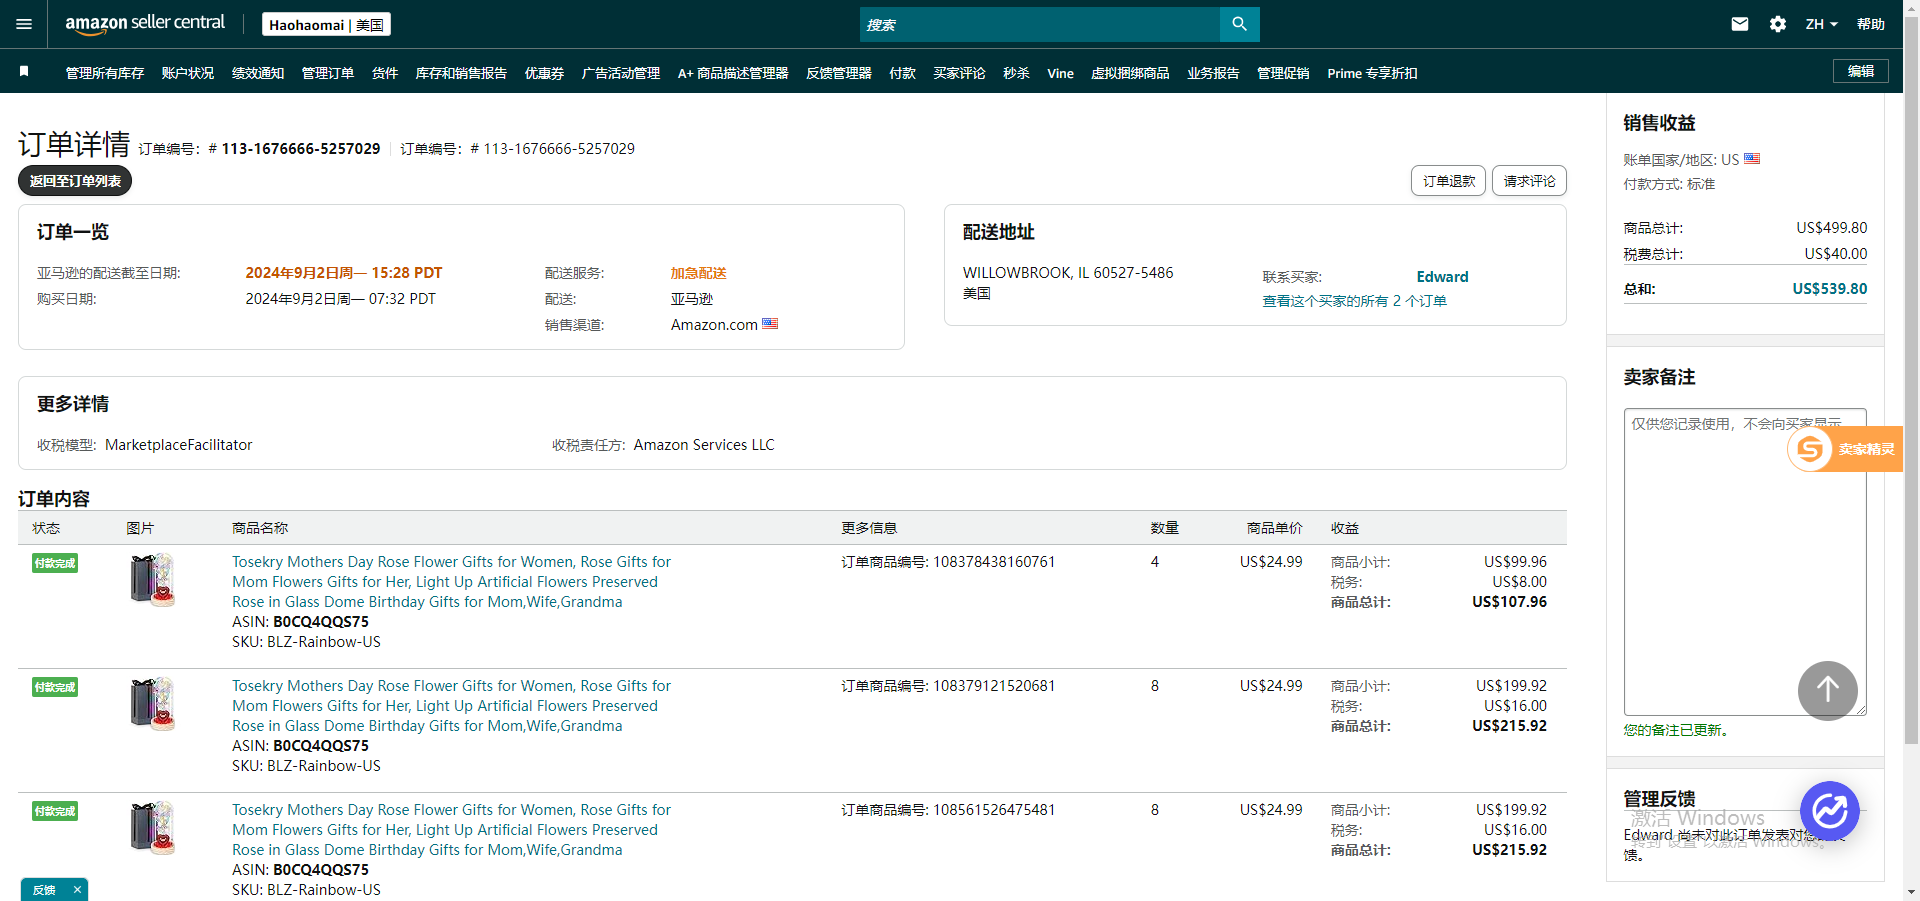 amazon seller central
Haohaomai | 美国
搜索
ZH
帮助
管理所有库存 账户状况 绩效通知 管理订单 货件 库存和销售报告 优惠券 广告活动管理 A+ 商品描述管理器 反馈管理器 付款 买家评论 秒杀 Vine 虚拟捆绑商品 业务报告 管理促销 Prime 专享折扣
编辑
订单详情 订单编号: # 113-1676666-5257029 订单编号: # 113-1676666-5257029
返回至订单列表
订单退款 请求评论
订单一览
亚马逊的配送截至日期: 2024年9月2日周一 15:28 PDT
购买日期: 2024年9月2日周一 07:32 PDT
配送服务: 加急配送
配送: 亚马逊
销售渠道: Amazon.com
配送地址
WILLOWBROOK, IL 60527-5486
美国
联系买家: Edward
查看这个买家的所有 2 个订单
更多详情
收税模型: MarketplaceFacilitator 收税责任方: Amazon Services LLC
订单内容
状态 图片 商品名称 更多信息 数量 商品单价 收益
付款完成
Tosekry Mothers Day Rose Flower Gifts for Women, Rose Gifts for
Mom Flowers Gifts for Her, Light Up Artificial Flowers Preserved
Rose in Glass Dome Birthday Gifts for Mom,Wife,Grandma
ASIN: B0CQ4QQS75
SKU: BLZ-Rainbow-US
订单商品编号: 108378438160761
4
US$24.99
商品小计: US$99.96
税务: US$8.00
商品总计: US$107.96
付款完成
Tosekry Mothers Day Rose Flower Gifts for Women, Rose Gifts for
Mom Flowers Gifts for Her, Light Up Artificial Flowers Preserved
Rose in Glass Dome Birthday Gifts for Mom,Wife,Grandma
ASIN: B0CQ4QQS75
SKU: BLZ-Rainbow-US
订单商品编号: 108379121520681
8
US$24.99
商品小计: US$199.92
税务: US$16.00
商品总计: US$215.92
付款完成
Tosekry Mothers Day Rose Flower Gifts for Women, Rose Gifts for
Mom Flowers Gifts for Her, Light Up Artificial Flowers Preserved
Rose in Glass Dome Birthday Gifts for Mom,Wife,Grandma
ASIN: B0CQ4QQS75
SKU: BLZ-Rainbow-US
订单商品编号: 108561526475481
8
US$24.99
商品小计: US$199.92
税务: US$16.00
商品总计: US$215.92
反馈 ×
销售收益
账单国家/地区: US
付款方式: 标准
商品总计: US$499.80
税费总计: US$40.00
总和: US$539.80
卖家备注
仅供您记录使用，不会向买家显示
卖家精灵
您的备注已更新。
管理反馈
激活 Windows
Edward 尚未对此订单发表对您的反
馈。
转到"设置"以激活 Windows。